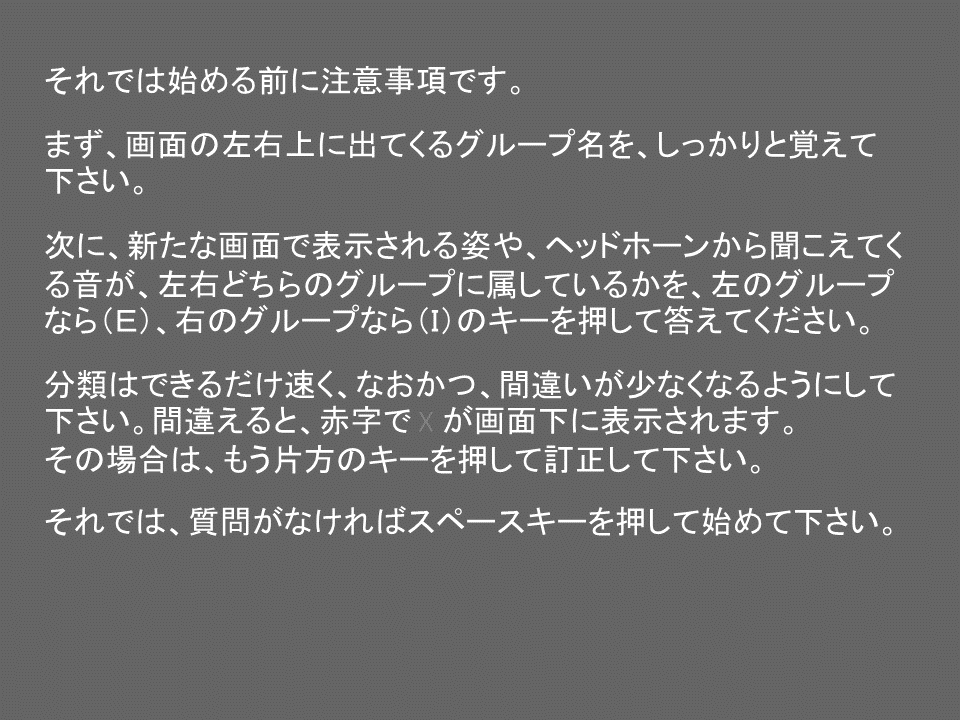 それでは始める前に注意事項です。
まず、画面の左右上に出てくるグループ名を、しっかりと覚えて
下さい。
次に、新たな画面で表示される姿や、ヘッドホーンから聞こえてく
る音が、左右どちらのグループに属しているかを、左のグループ
なら（E）、右のグループなら（I）のキーを押して答えてください。
分類はできるだけ速く、なおかつ、間違いが少なくなるようにして
下さい。間違えると、赤字で X が画面下に表示されます。
その場合は、もう片方のキーを押して訂正して下さい。
それでは、質問がなければスペースキーを押して始めて下さい。